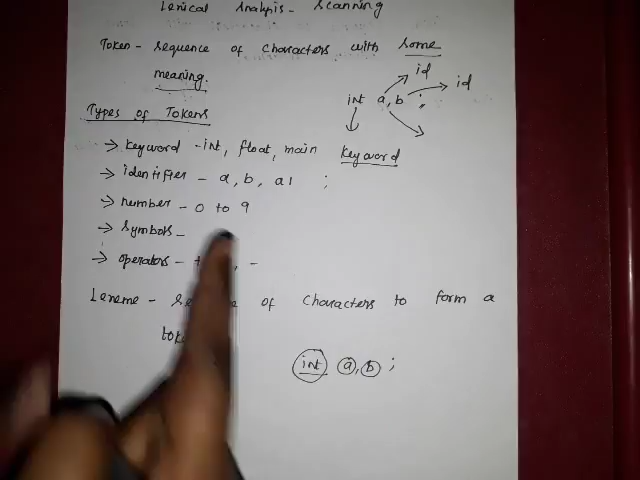 Lexical Analysis - Scanning
Token - Sequence of characters with some
meaning.
id
id
int a, b ;
Types of Tokens
→ Keyword - int, float, main
Keyword
→ Identifier - a, b, a1 ;
→ number - 0 to 9
→ Symbols -
→ operators - + , -
Lexeme - of characters to form a
int a, b ;